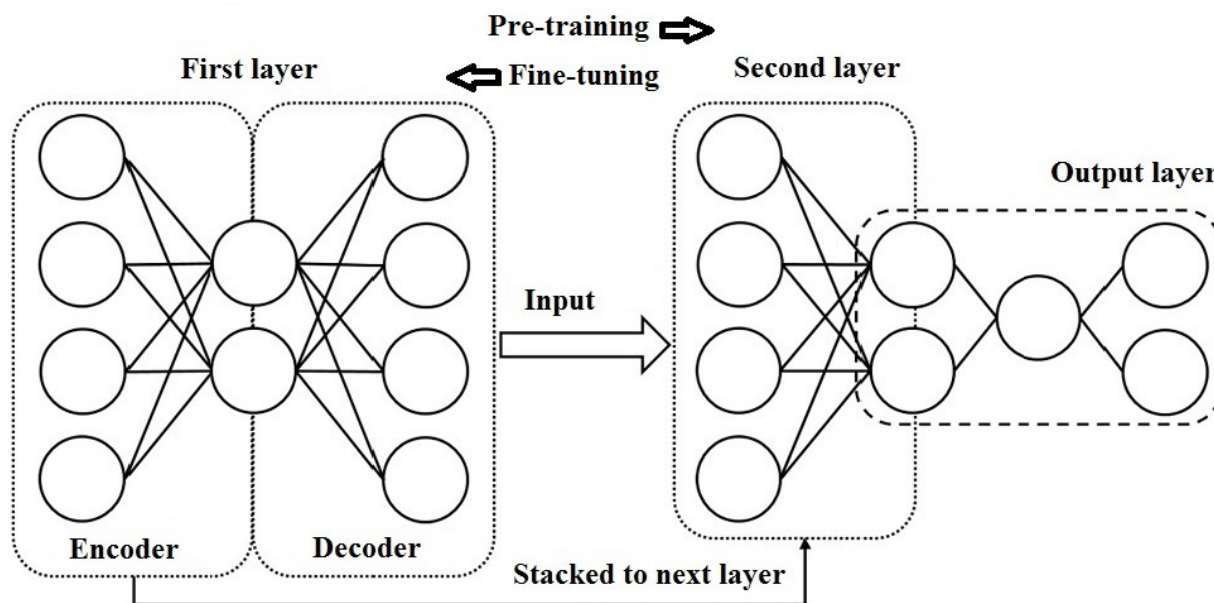 Pre-training
Fine-tuning
First layer
Second layer
Output layer
Input
Encoder
Decoder
Stacked to next layer